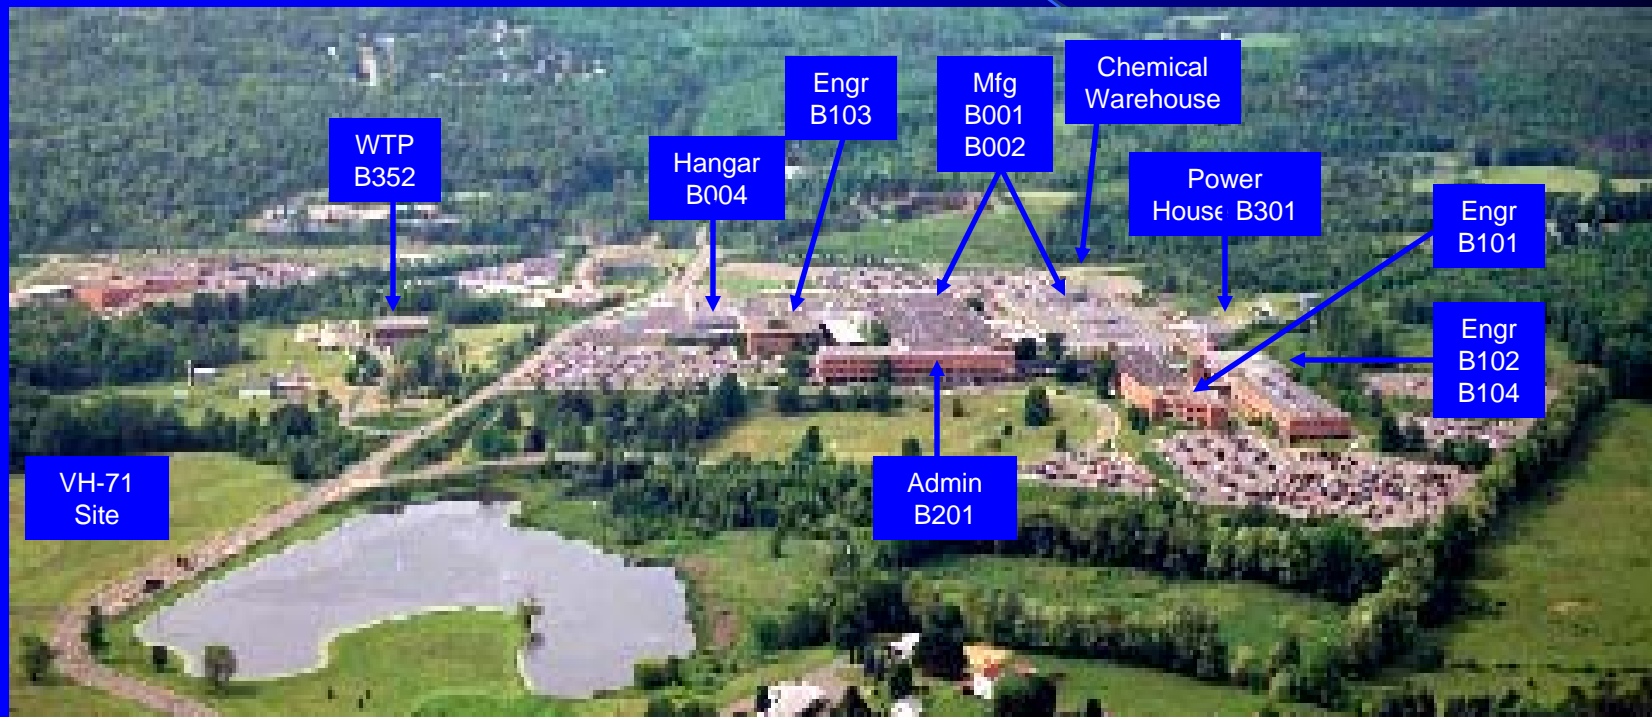 Engr
B103
Mfg
B001
B002
Chemical
Warehouse
WTP
B352
Hangar
B004
Power
House B301
Engr
B101
Engr
B102
B104
VH-71
Site
Admin
B201